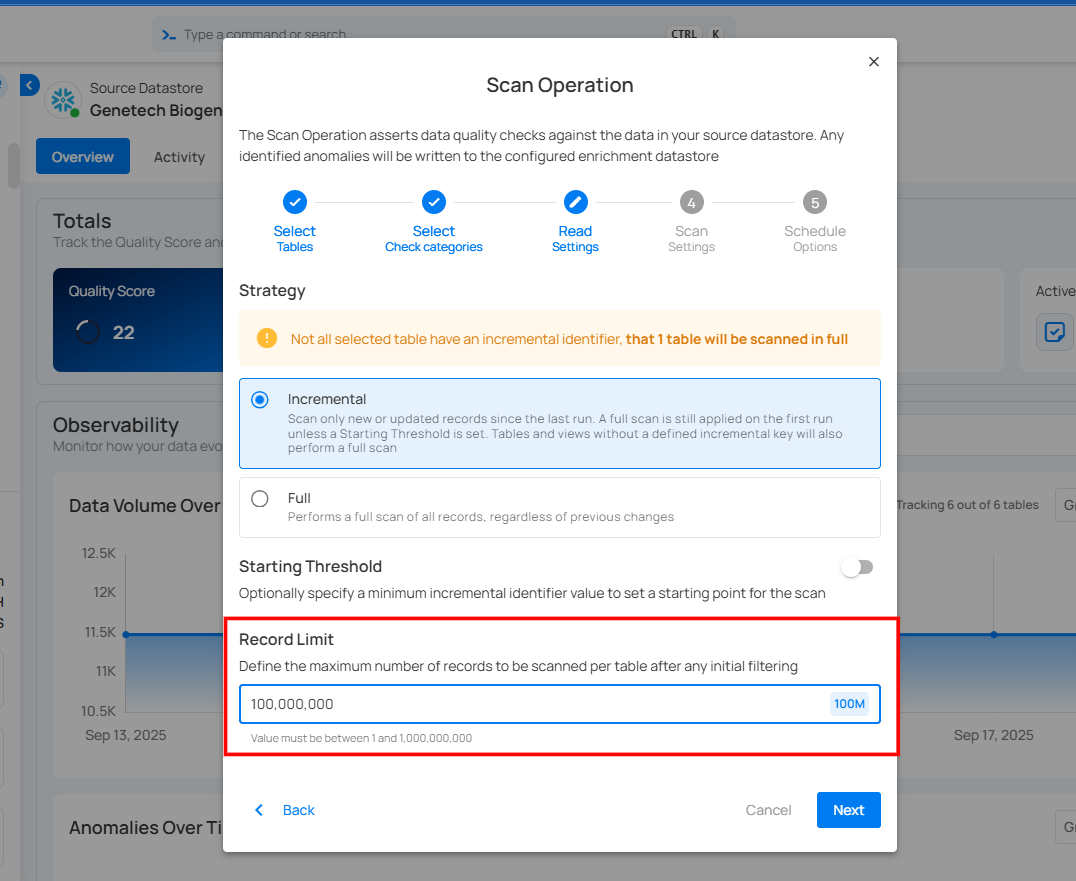 Type a command or search
CTRL K
Source Datastore
Genetech Biogen
Overview
Activity
Totals
Track the Quality Score and
Quality Score
22
Active
Observability
Monitor how your data evo
Data Volume Over
Tracking 6 out of 6 tables
12.5K
12K
11.5K
11K
10.5K
Sep 13, 2025
Sep 17, 2025
Anomalies Over Ti
Scan Operation
The Scan Operation asserts data quality checks against the data in your source datastore. Any
identified anomalies will be written to the configured enrichment datastore
Select
Tables
Select
Check categories
Read
Settings
4
Scan
Settings
5
Schedule
Options
Strategy
Not all selected table have an incremental identifier, that 1 table will be scanned in full
Incremental
Scan only new or updated records since the last run. A full scan is still applied on the first run
unless a Starting Threshold is set. Tables and views without a defined incremental key will also
perform a full scan
Full
Performs a full scan of all records, regardless of previous changes
Starting Threshold
Optionally specify a minimum incremental identifier value to set a starting point for the scan
Record Limit
Define the maximum number of records to be scanned per table after any initial filtering
100,000,000
100M
Value must be between 1 and 1,000,000,000
Back
Cancel
Next